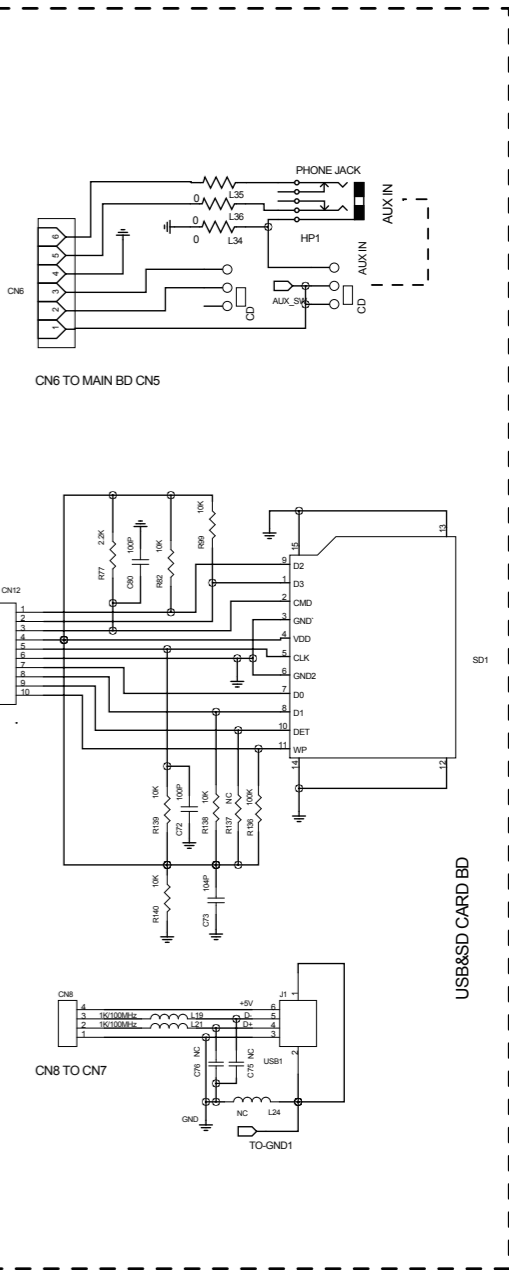 PHONE JACK
L35
0
L36
0
L34
HP1
AUX IN
AUX IN
CN6
6
5
4
3
2
1
CD
AUX_SW
CD
CN6 TO MAIN BD CN5
CN12
1
2
3
4
5
6
7
8
9
10
2.2K
R77
100P
C80
10K
R82
10K
R99
15
13
9 D2
1 D3
2 CMD
3 GND`
4 VDD
5 CLK
6 GND2
7 D0
8 D1
10 DET
11 WP
14
12
SD1
10K
R139
100P
C72
10K
R138
NC
R137
100K
R136
10K
R140
104P
C73
USB&SD CARD BD
CN8
4 +5V 6
3 1K/100MHz L19 D- 5
2 1K/100MHz L21 D+ 4
1 3
J1
1
2
USB1
C76 NC
C75 NC
CN8 TO CN7
GND
NC L24
TO-GND1